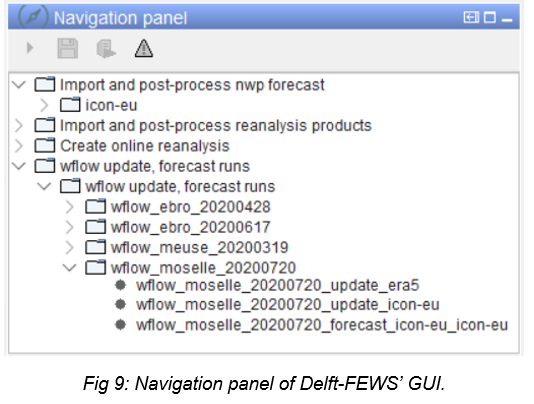 Navigation panel
Import and post-process nwp forecast
icon-eu
Import and post-process reanalysis products
Create online reanalysis
wflow update, forecast runs
wflow update, forecast runs
wflow_ebro_20200428
wflow_ebro_20200617
wflow_meuse_20200319
wflow_moselle_20200720
wflow_moselle_20200720_update_era5
wflow_moselle_20200720_update_icon-eu
wflow_moselle_20200720_forecast_icon-eu_icon-eu
Fig 9: Navigation panel of Delft-FEWS’ GUI.